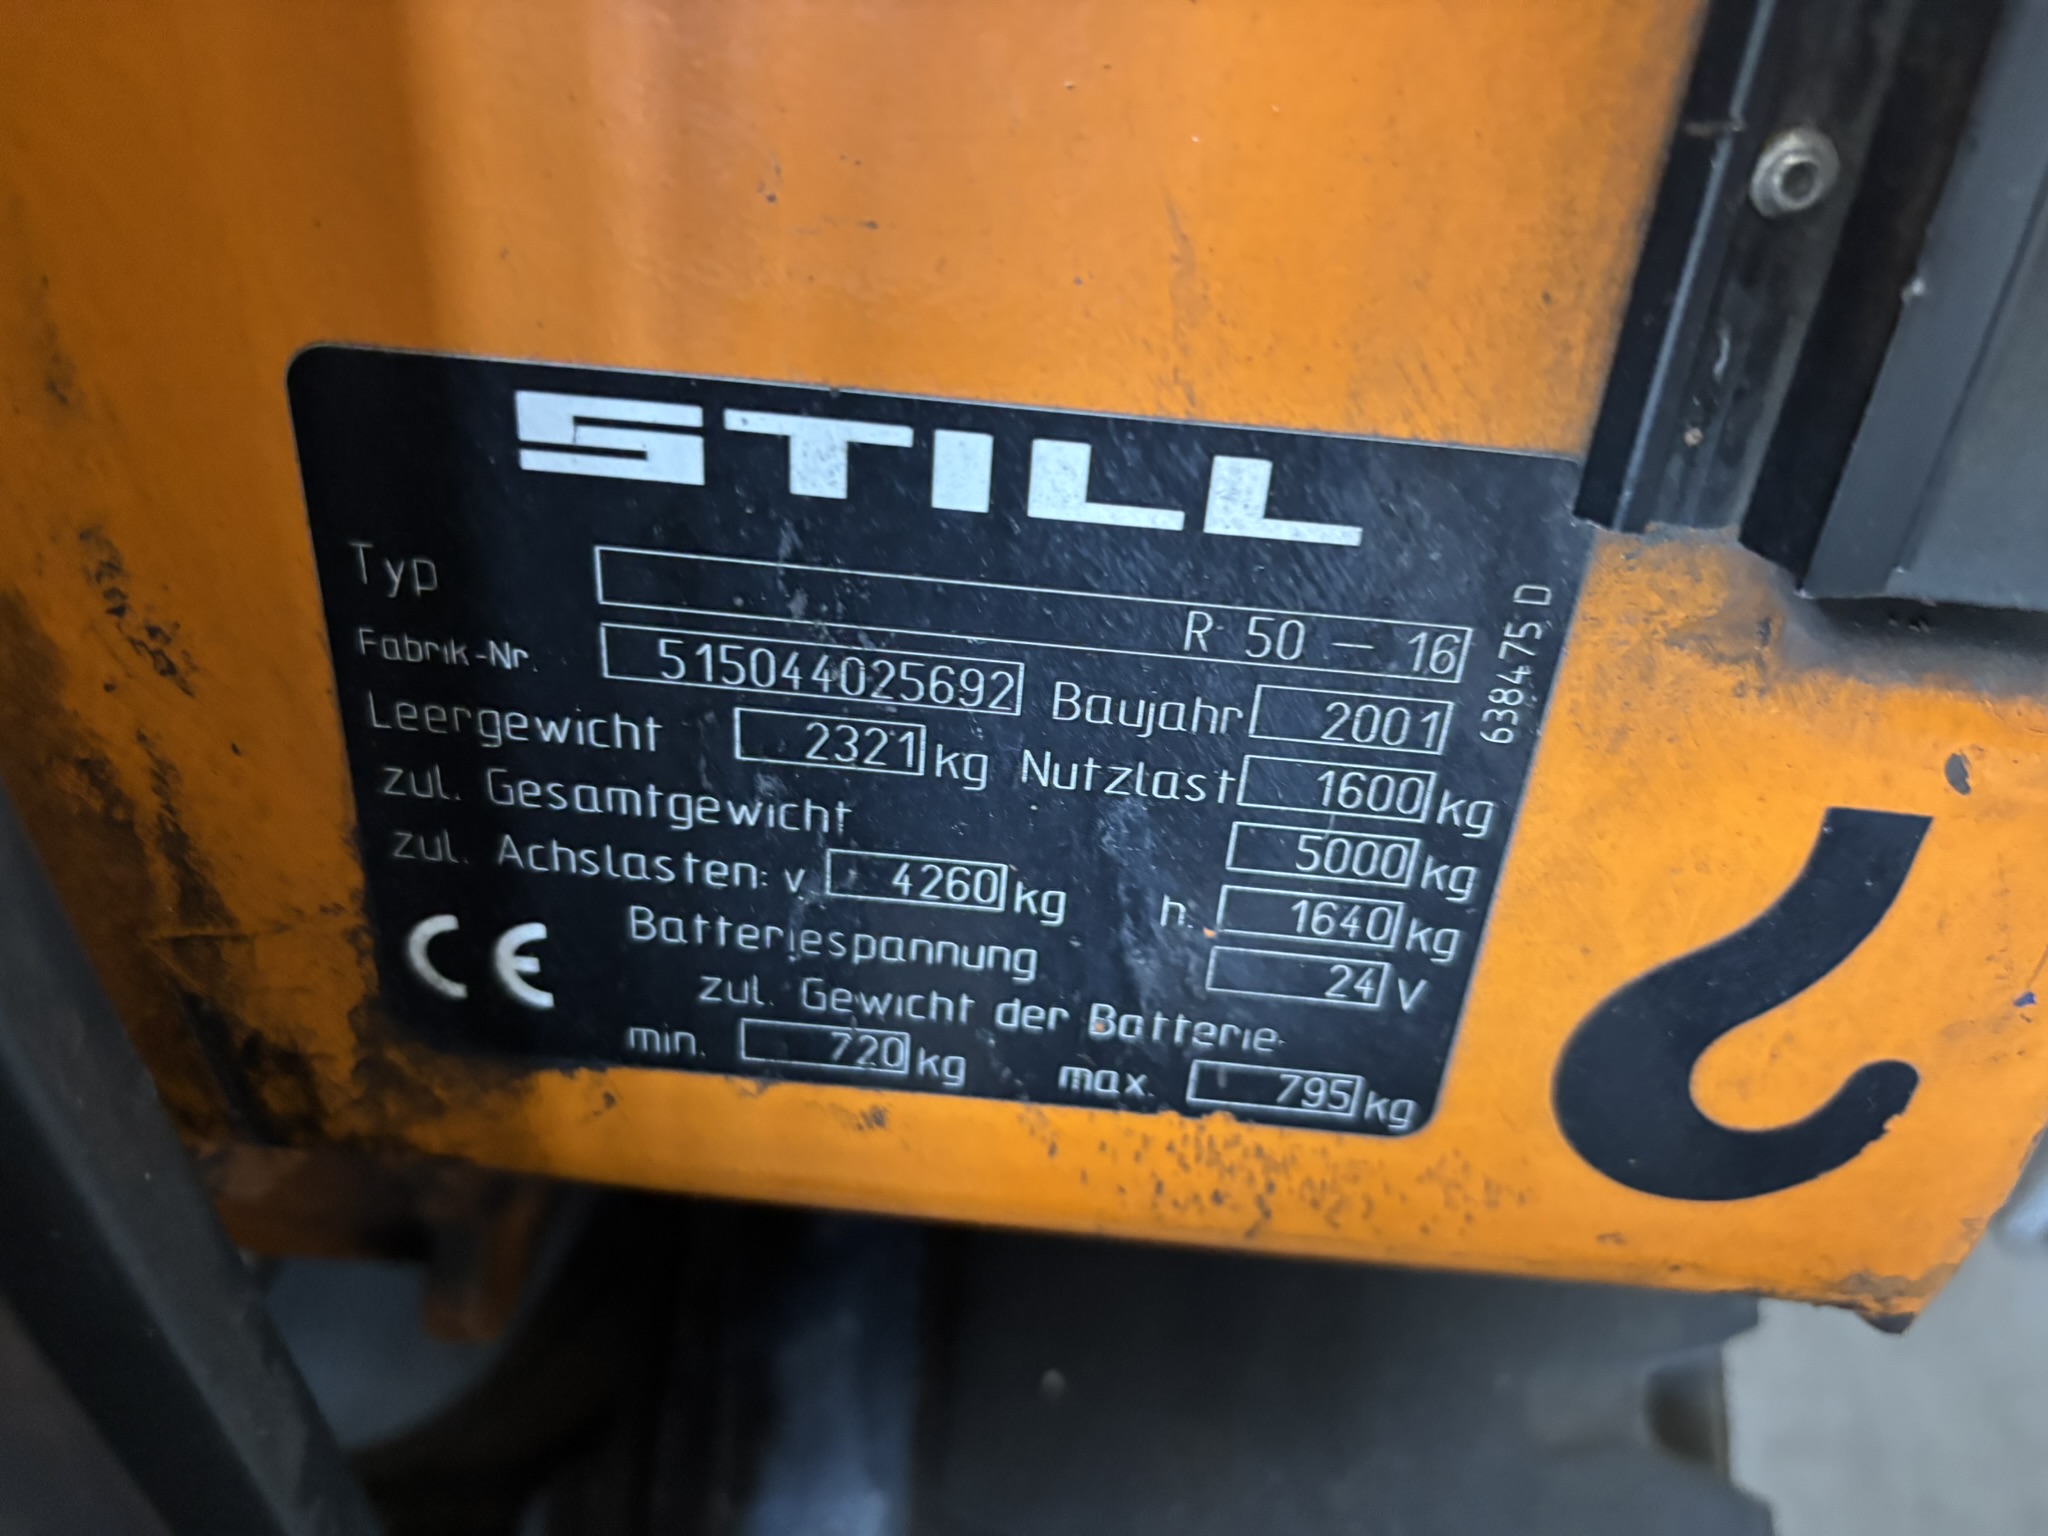 STILL
Typ R 50 — 16
Fabrik-Nr. 515044025692 Baujahr 2001
Leergewicht 2321 kg Nutzlast 1600 kg
zul. Gesamtgewicht 5000 kg
zul. Achslasten: v. 4260 kg h. 1640 kg
Batteriespannung 24 V
zul. Gewicht der Batterie
min. 720 kg max. 795 kg
CE
638475 D